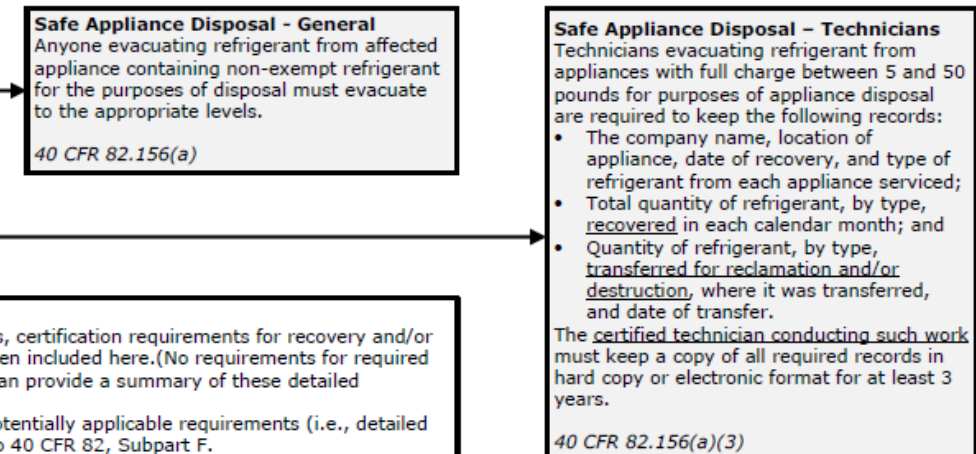 Safe Appliance Disposal - General
Anyone evacuating refrigerant from affected
appliance containing non-exempt refrigerant
for the purposes of disposal must evacuate
to the appropriate levels.
40 CFR 82.156(a)
Safe Appliance Disposal – Technicians
Technicians evacuating refrigerant from
appliances with full charge between 5 and 50
pounds for purposes of appliance disposal
are required to keep the following records:
• The company name, location of
appliance, date of recovery, and type of
refrigerant from each appliance serviced;
• Total quantity of refrigerant, by type,
recovered in each calendar month; and
• Quantity of refrigerant, by type,
transferred for reclamation and/or
destruction, where it was transferred,
and date of transfer.
The certified technician conducting such work
must keep a copy of all required records in
hard copy or electronic format for at least 3
years.
40 CFR 82.156(a)(3)
, certification requirements for recovery and/or
en included here.(No requirements for required
an provide a summary of these detailed
otentially applicable requirements (i.e., detailed
40 CFR 82, Subpart F.